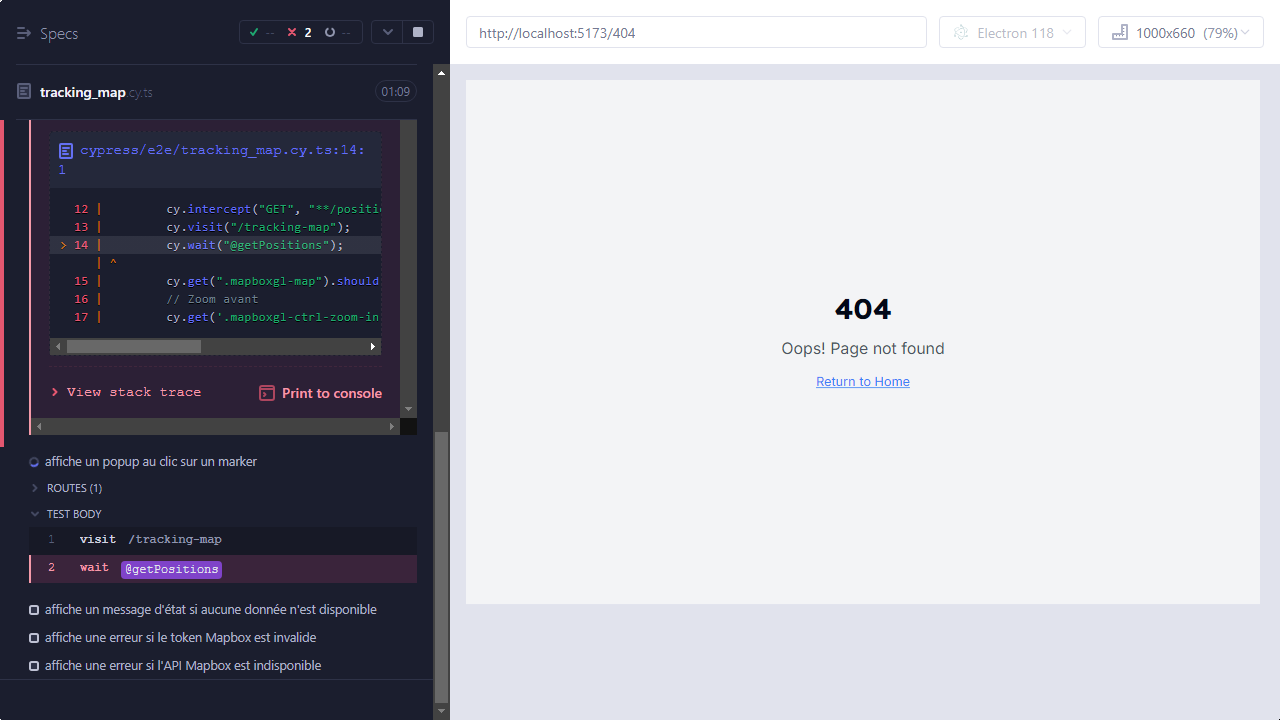 Specs
-- 2 --
tracking_map.cy.ts
01:09
cypress/e2e/tracking_map.cy.ts:14:
1
12 | cy.intercept("GET", "**/positi
13 | cy.visit("/tracking-map");
> 14 | cy.wait("@getPositions");
| ^
15 | cy.get(".mapboxgl-map").should
16 | // Zoom avant
17 | cy.get('.mapboxgl-ctrl-zoom-in
View stack trace
Print to console
affiche un popup au clic sur un marker
ROUTES (1)
TEST BODY
1 visit /tracking-map
2 wait @getPositions
affiche un message d'état si aucune donnée n'est disponible
affiche une erreur si le token Mapbox est invalide
affiche une erreur si l'API Mapbox est indisponible
http://localhost:5173/404
Electron 118
1000x660 (79%)
404
Oops! Page not found
Return to Home